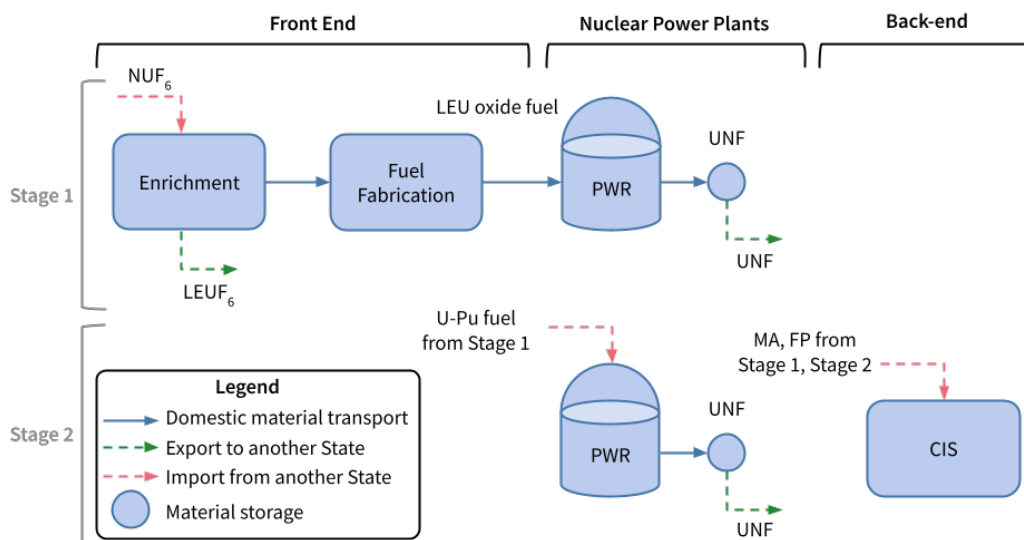 Front End
Nuclear Power Plants
Back-end
Stage 1
NUF₆
Enrichment
LEUF₆
Fuel
Fabrication
LEU oxide fuel
PWR
UNF
UNF
Stage 2
U-Pu fuel
from Stage 1
PWR
UNF
UNF
MA, FP from
Stage 1, Stage 2
CIS
Legend
Domestic material transport
Export to another State
Import from another State
Material storage